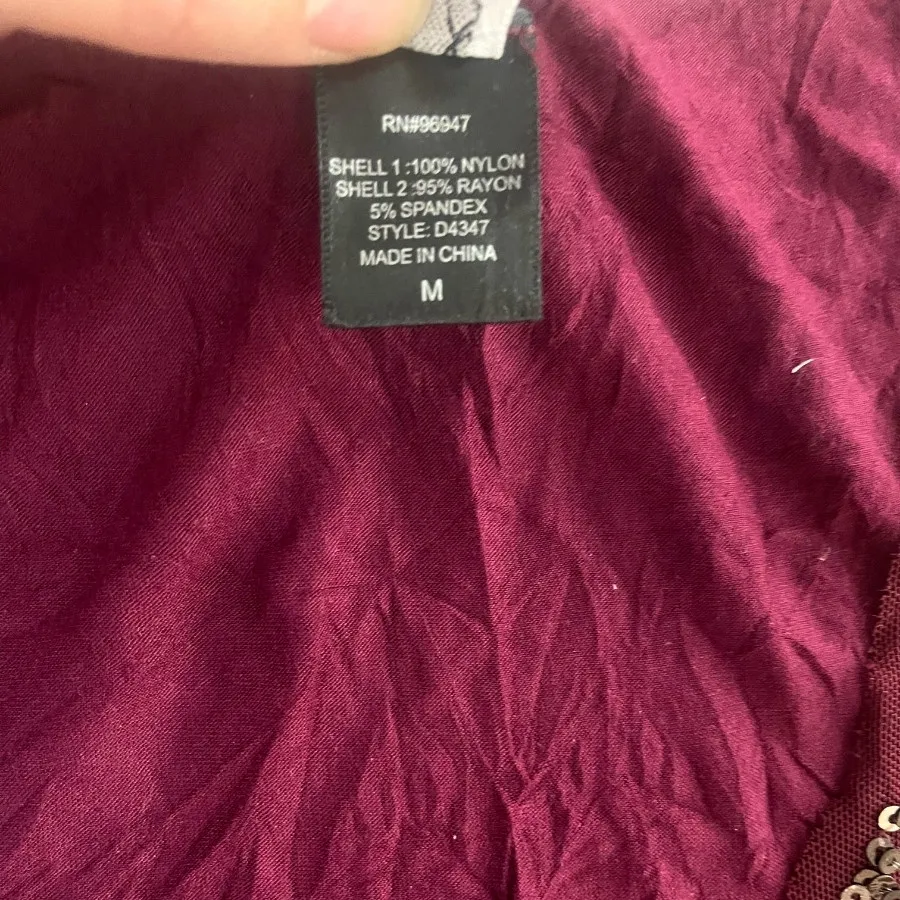 RN#96947
SHELL 1 :100% NYLON
SHELL 2 :95% RAYON
5% SPANDEX
STYLE: D4347
MADE IN CHINA
M